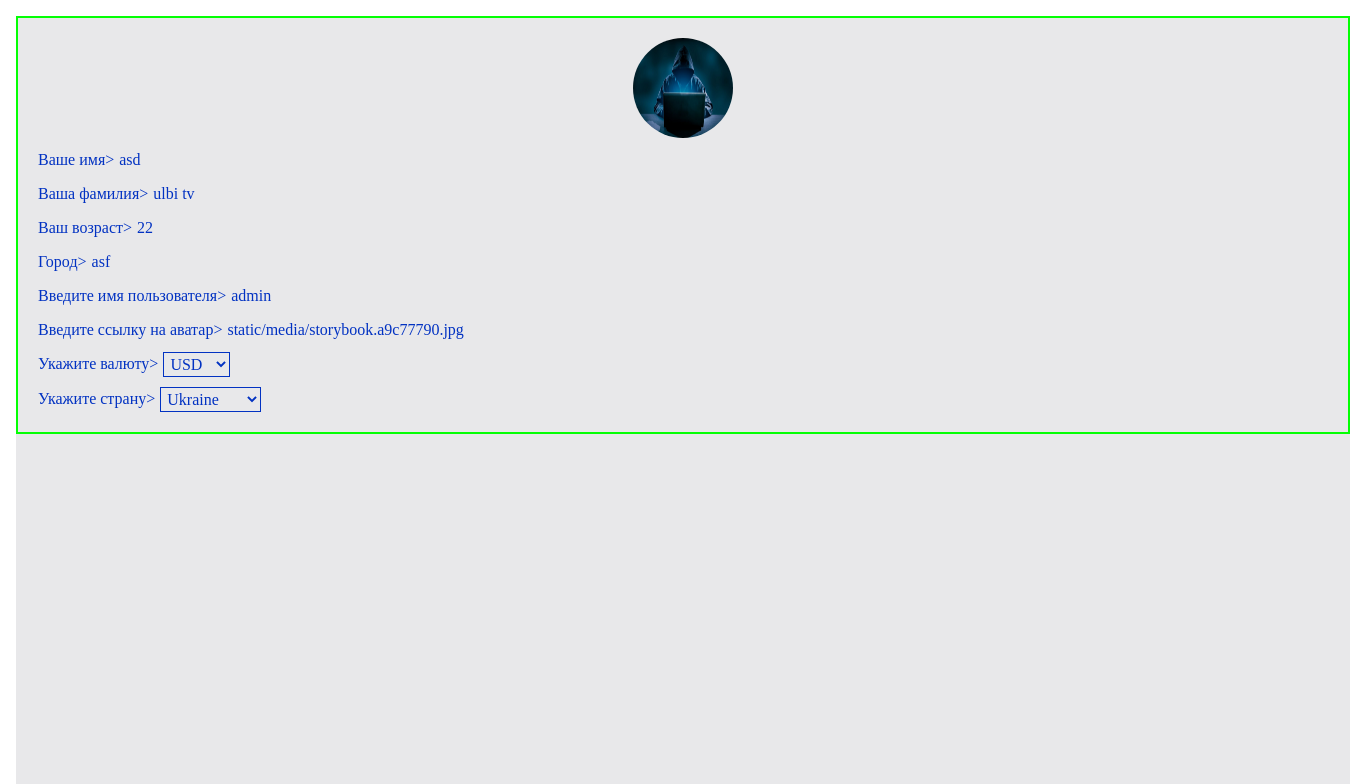 Ваше имя> asd
Ваша фамилия> ulbi tv
Ваш возраст> 22
Город> asf
Введите имя пользователя> admin
Введите ссылку на аватар> static/media/storybook.a9c77790.jpg
Укажите валюту> USD
Укажите страну> Ukraine